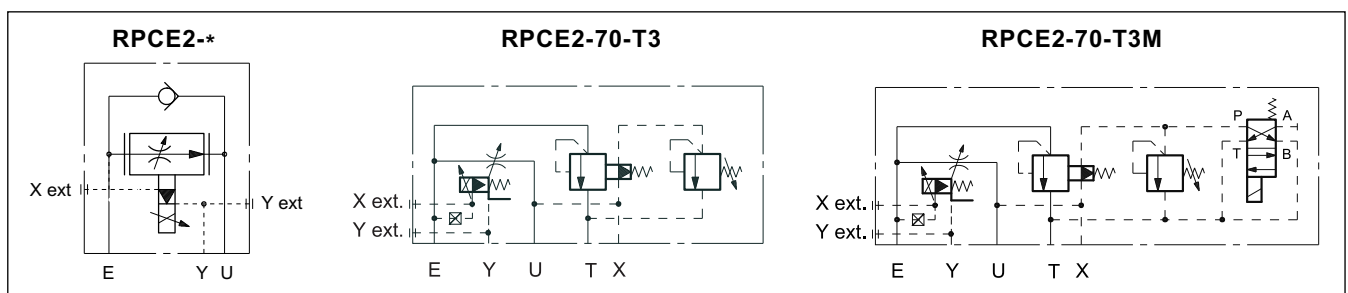 RPCE2-*
X ext
Y ext
E Y U
RPCE2-70-T3
X ext.
Y ext.
E Y U T X
RPCE2-70-T3M
P A
T B
X ext.
Y ext.
E Y U T X